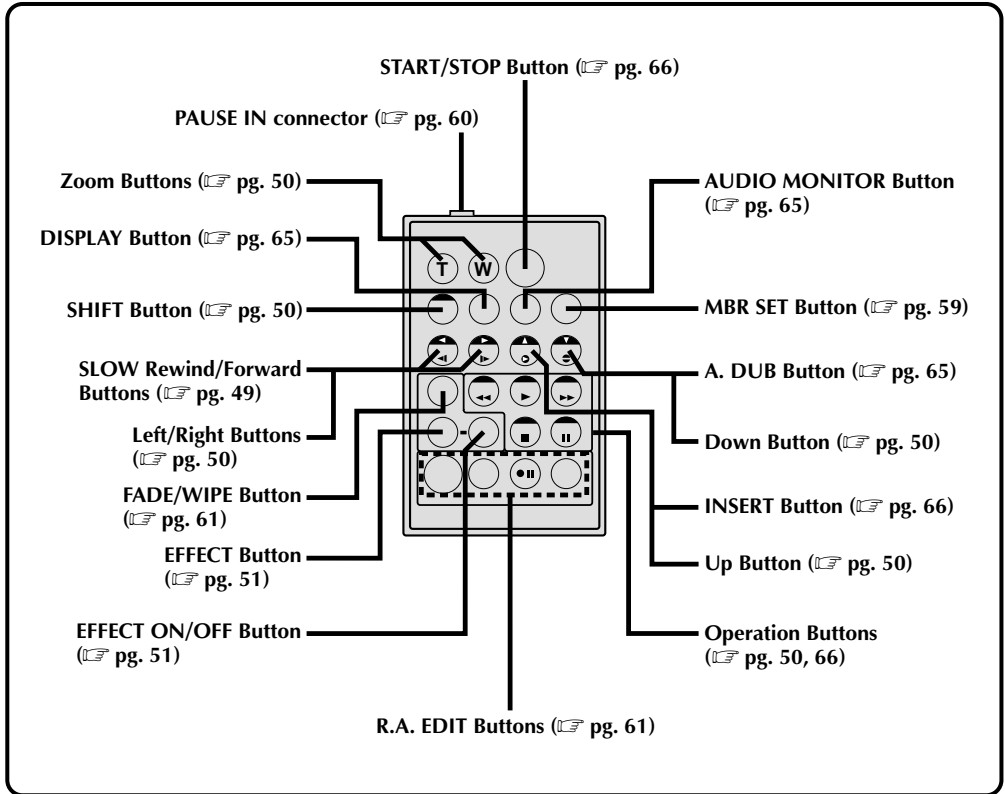 START/STOP Button (☞ pg. 66)
PAUSE IN connector (☞ pg. 60)
Zoom Buttons (☞ pg. 50)
DISPLAY Button (☞ pg. 65)
SHIFT Button (☞ pg. 50)
SLOW Rewind/Forward
Buttons (☞ pg. 49)
Left/Right Buttons
(☞ pg. 50)
FADE/WIPE Button
(☞ pg. 61)
EFFECT Button
(☞ pg. 51)
EFFECT ON/OFF Button
(☞ pg. 51)
T W
AUDIO MONITOR Button
(☞ pg. 65)
MBR SET Button (☞ pg. 59)
A. DUB Button (☞ pg. 65)
Down Button (☞ pg. 50)
INSERT Button (☞ pg. 66)
Up Button (☞ pg. 50)
Operation Buttons
(☞ pg. 50, 66)
R.A. EDIT Buttons (☞ pg. 61)